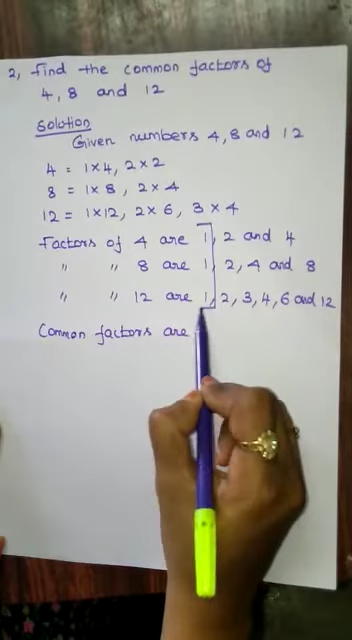 2, find the common factors of
4, 8 and 12
Solution
Given numbers 4, 8 and 12
4 = 1×4, 2×2
8 = 1×8, 2×4
12 = 1×12, 2×6, 3×4
Factors of 4 are 1, 2 and 4
" " 8 are 1, 2, 4 and 8
" " 12 are 1, 2, 3, 4, 6 and 12
Common factors are